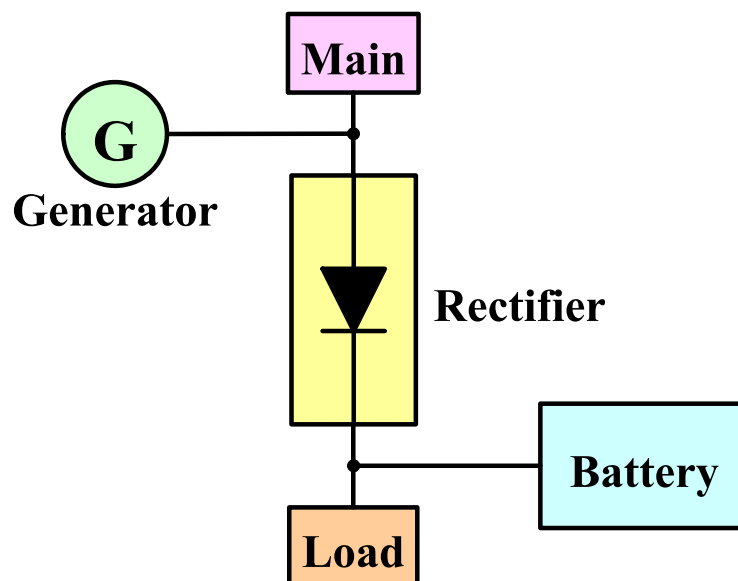 Main
G
Generator
Rectifier
Battery
Load